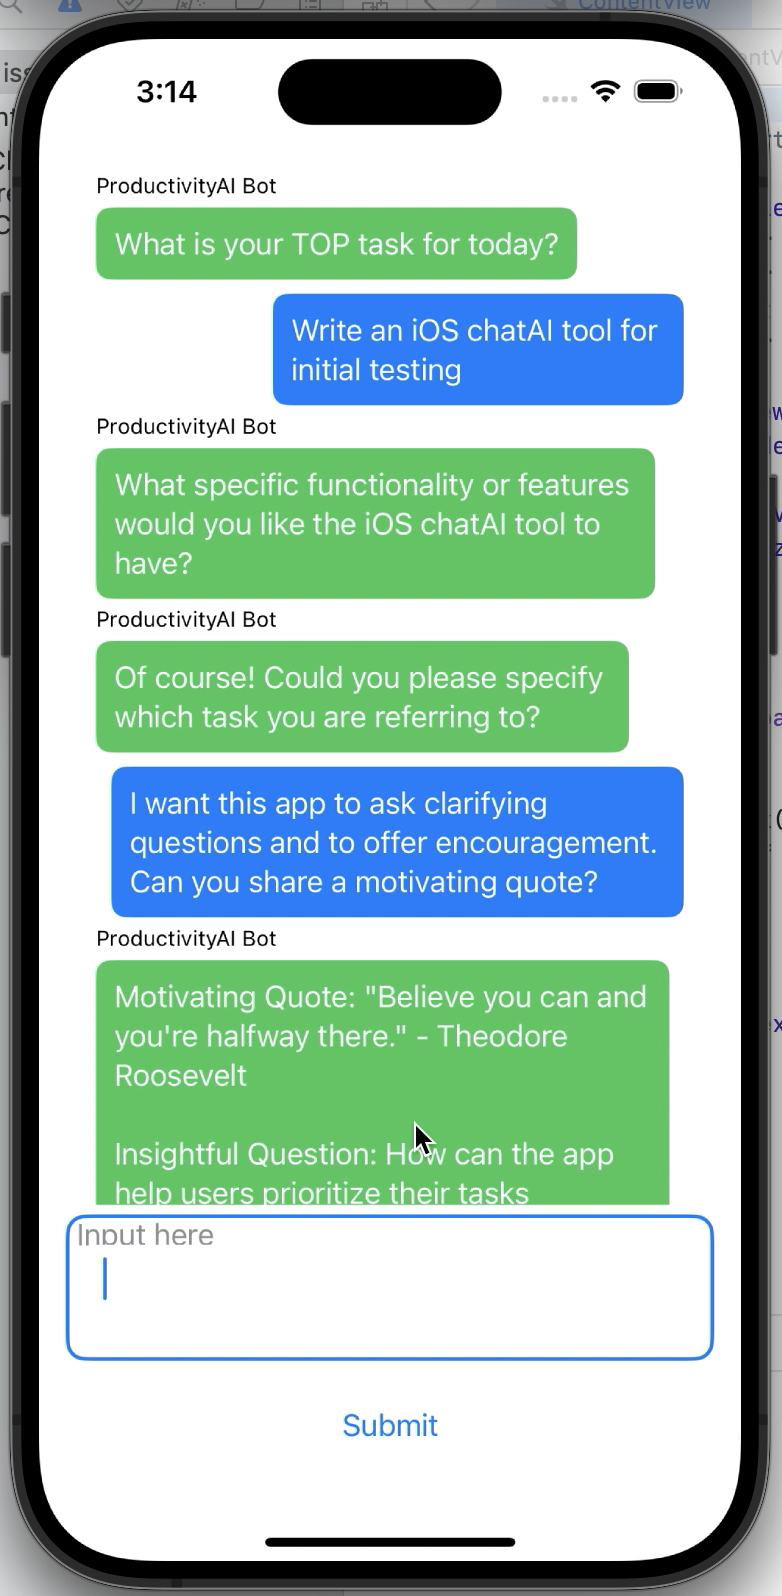 ContentView
3:14
ProductivityAI Bot
What is your TOP task for today?
Write an iOS chatAI tool for
initial testing
ProductivityAI Bot
What specific functionality or features
would you like the iOS chatAI tool to
have?
ProductivityAI Bot
Of course! Could you please specify
which task you are referring to?
I want this app to ask clarifying
questions and to offer encouragement.
Can you share a motivating quote?
ProductivityAI Bot
Motivating Quote: "Believe you can and
you're halfway there." - Theodore
Roosevelt
Insightful Question: How can the app
help users prioritize their tasks
Input here
Submit